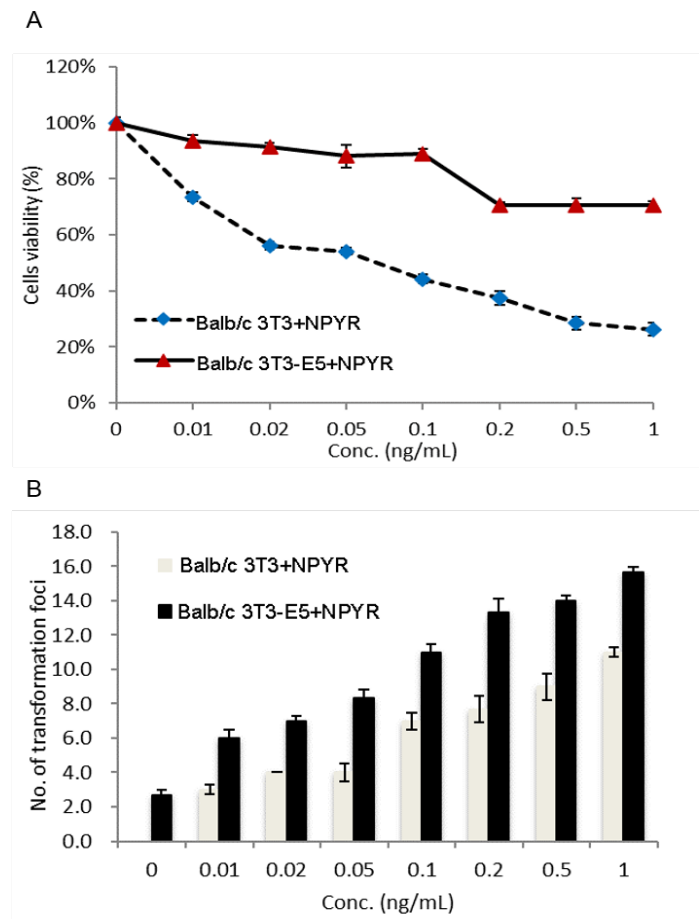 A
120%
100%
80%
60%
40%
20%
0%
Cells viability (%)
Balb/c 3T3+NPYR
Balb/c 3T3-E5+NPYR
0 0.01 0.02 0.05 0.1 0.2 0.5 1
Conc. (ng/mL)
B
18.0
16.0
14.0
12.0
10.0
8.0
6.0
4.0
2.0
0.0
No. of transformation foci
Balb/c 3T3+NPYR
Balb/c 3T3-E5+NPYR
0 0.01 0.02 0.05 0.1 0.2 0.5 1
Conc. (ng/mL)